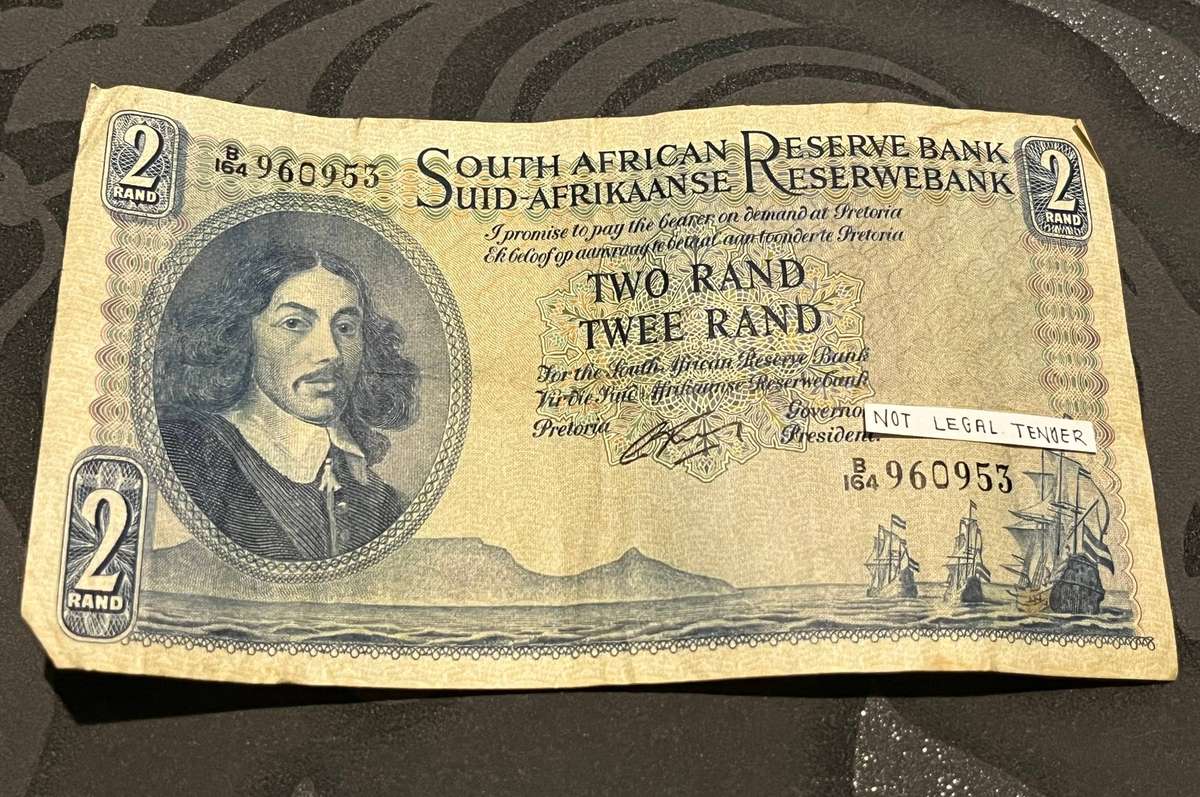 2
RAND
B/164 960953
SOUTH AFRICAN RESERVE BANK
SUID-AFRIKAANSE RESERWEBANK
2
RAND
I promise to pay the bearer on demand at Pretoria
Ek beloof op aanvraag te betaal aan toonder te Pretoria
TWO RAND
TWEE RAND
For the South African Reserve Bank
Vir die Suid-Afrikaanse Reserwebank
Pretoria
Governo
President.
NOT LEGAL TENDER
B/164 960953
2
RAND